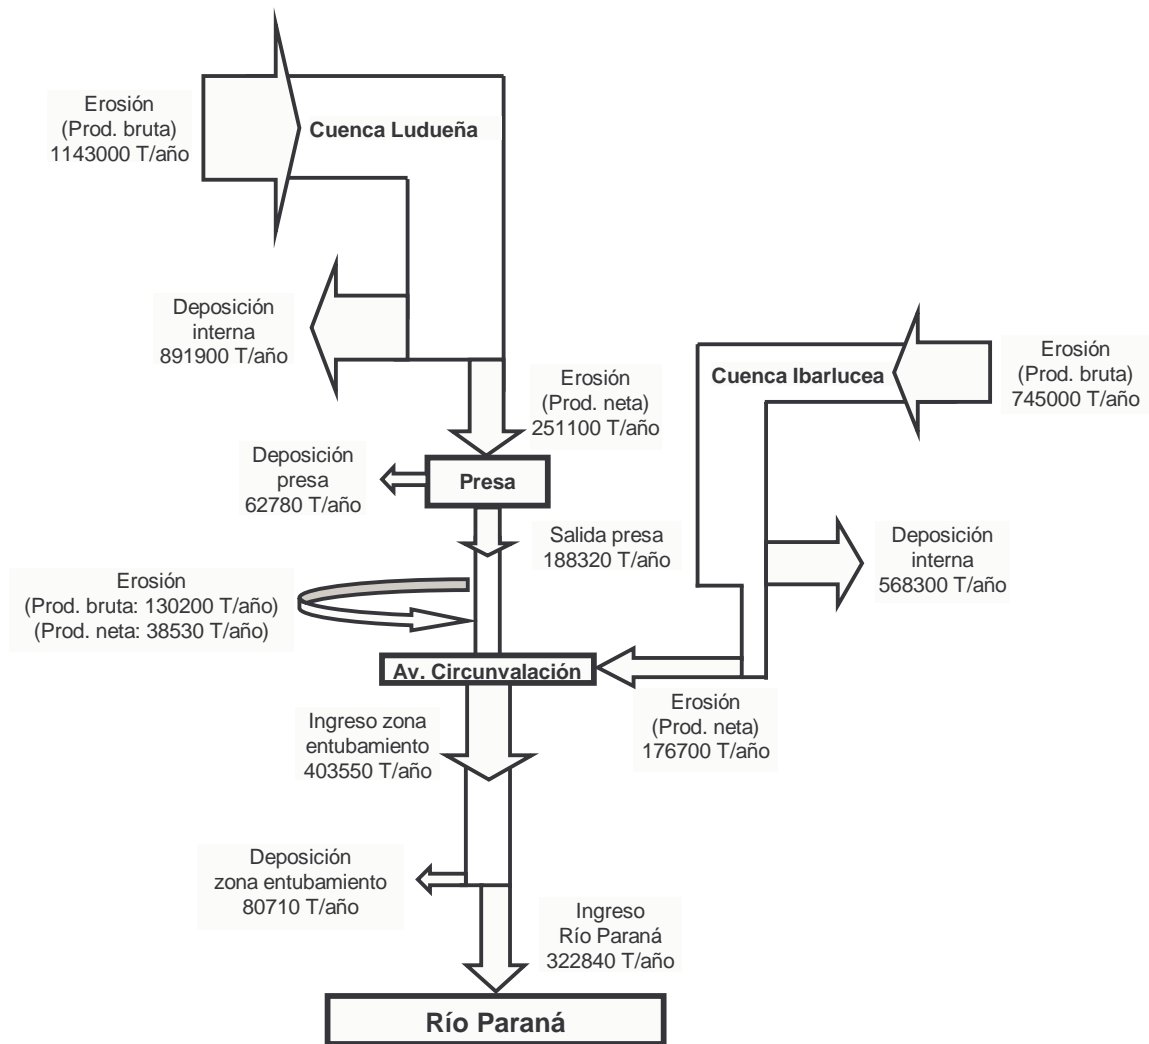 Erosión
(Prod. bruta)
1143000 T/año
Cuenca Ludueña
Deposición
interna
891900 T/año
Erosión
(Prod. neta)
251100 T/año
Cuenca Ibarlucea
Erosión
(Prod. bruta)
745000 T/año
Deposición
presa
62780 T/año
Presa
Salida presa
188320 T/año
Deposición
interna
568300 T/año
Erosión
(Prod. bruta: 130200 T/año)
(Prod. neta: 38530 T/año)
Av. Circunvalación
Erosión
(Prod. neta)
176700 T/año
Ingreso zona
entubamiento
403550 T/año
Deposición
zona entubamiento
80710 T/año
Ingreso
Río Paraná
322840 T/año
Río Paraná